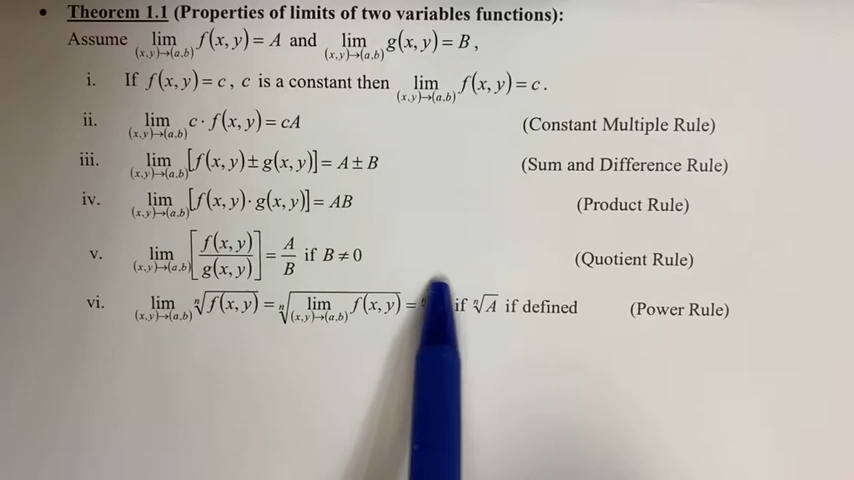 • Theorem 1.1 (Properties of limits of two variables functions):
Assume lim_{(x,y)→(a,b)} f(x, y) = A and lim_{(x,y)→(a,b)} g(x, y) = B ,
i. If f(x, y) = c , c is a constant then lim_{(x,y)→(a,b)} f(x, y) = c .
ii. lim_{(x,y)→(a,b)} c · f(x, y) = cA (Constant Multiple Rule)
iii. lim_{(x,y)→(a,b)} [f(x, y) ± g(x, y)] = A ± B (Sum and Difference Rule)
iv. lim_{(x,y)→(a,b)} [f(x, y) · g(x, y)] = AB (Product Rule)
v. lim_{(x,y)→(a,b)} [f(x, y) / g(x, y)] = A/B if B ≠ 0 (Quotient Rule)
vi. lim_{(x,y)→(a,b)} ⁿ√f(x, y) = ⁿ√(lim_{(x,y)→(a,b)} f(x, y)) = if ⁿ√A if defined (Power Rule)